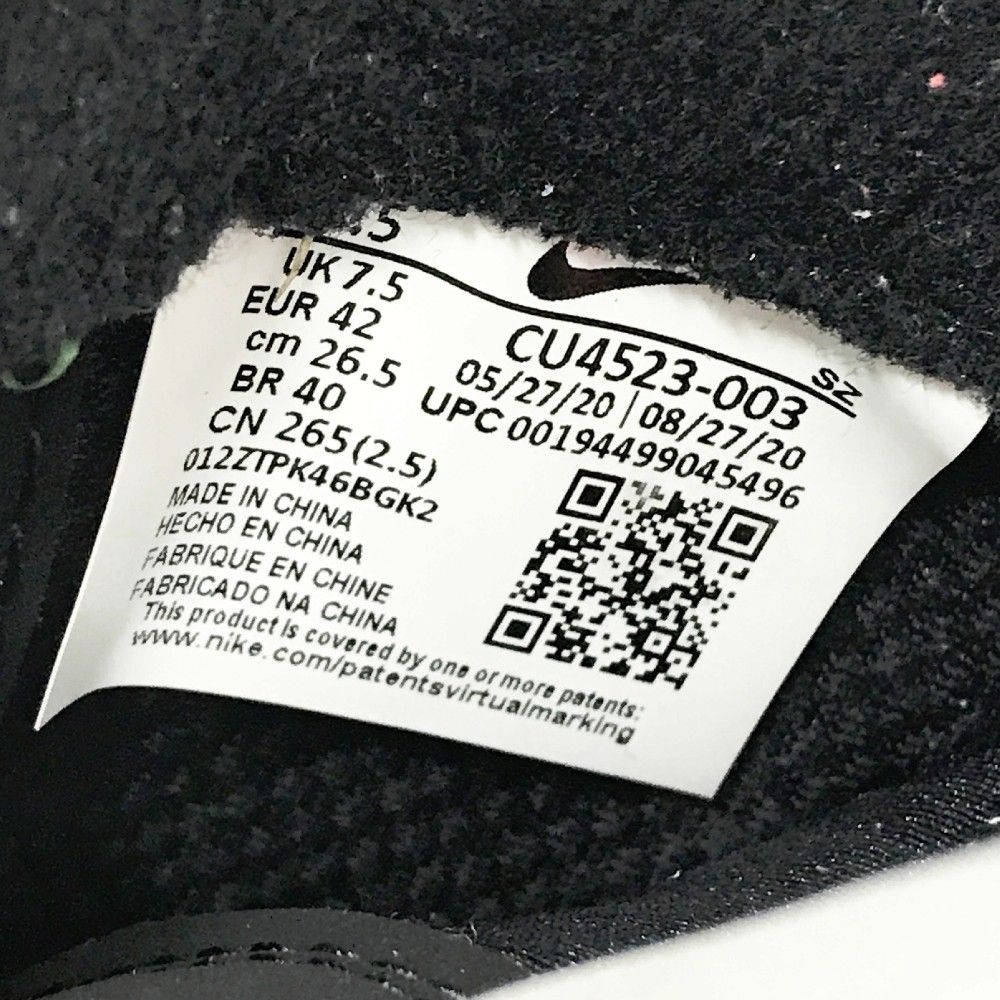 .5
UK 7.5
EUR 42
cm 26.5
BR 40
CN 265(2.5)
012ZTPK46BGK2
MADE IN CHINA
HECHO EN CHINA
FABRIQUE EN CHINE
FABRICADO NA CHINA
This product is covered by one or more patents:
www.nike.com/patentsvirtualmarking
CU4523-003
SZ
05/27/20 | 08/27/20
UPC 00194499045496